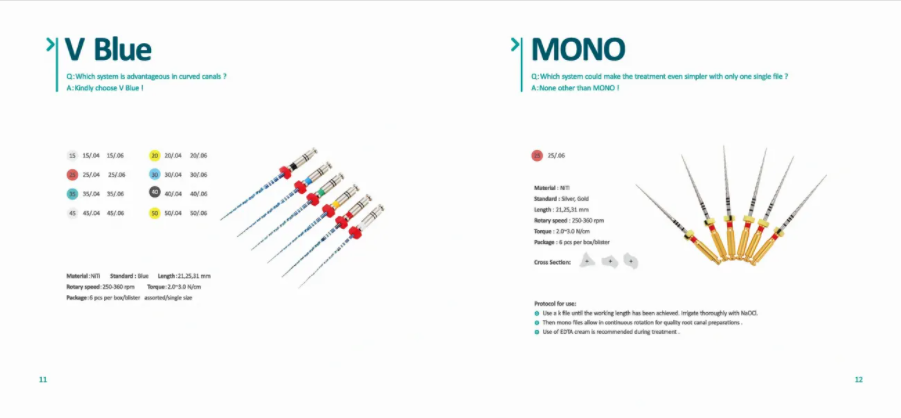 V Blue
Q:Which system is advantageous in curved canals ?
A:Kindly choose V Blue !
15 15/.04 15/.06
20 20/.04 20/.06
25 25/.04 25/.06
30 30/.04 30/.06
35 35/.04 35/.06
40 40/.04 40/.06
45 45/.04 45/.06
50 50/.04 50/.06
Material:NiTi Standard:Blue Length:21,25,31 mm
Rotary speed:250-360 rpm Torque:2.0~3.0 N/cm
Package:6 pcs per box/blister assorted/single size
11
MONO
Q:Which system could make the treatment even simpler with only one single file ?
A:None other than MONO !
25 25/.06
Material : NiTi
Standard : Silver, Gold
Length : 21,25,31 mm
Rotary speed : 250-360 rpm
Torque : 2.0~3.0 N/cm
Package : 6 pcs per box/blister
Cross Section:
Protocol for use:
Use a k file until the working length has been achieved. Irrigate thoroughly with NaOCl.
Then mono files allow in continuous rotation for quality root canal preparations .
Use of EDTA cream is recommended during treatment .
12